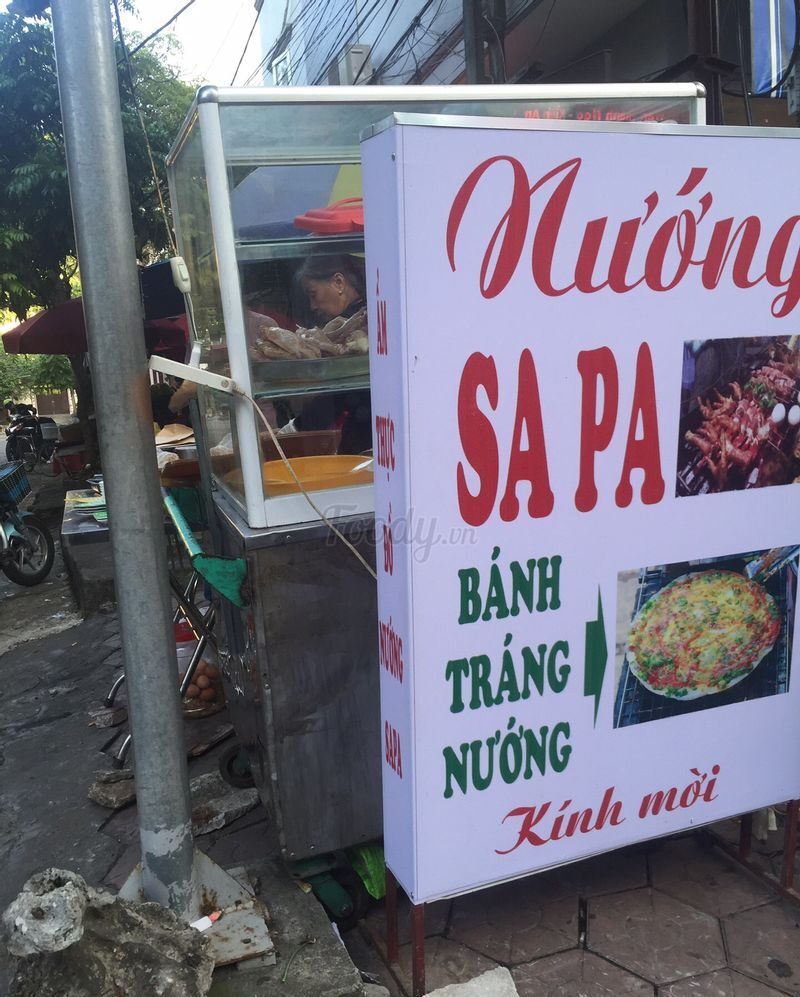 Nướng
SA PA
BÁNH
TRÁNG
NƯỚNG
Kính mời
ẨM
THỰC
ĐỒ
NƯỚNG
SAPA
Foody.vn